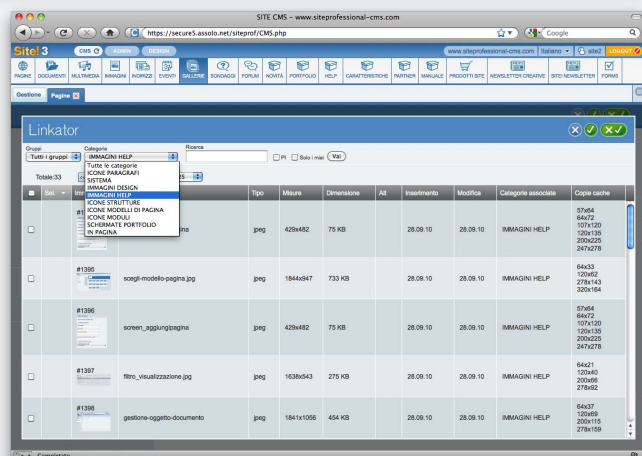 SITE CMS – www.siteprofessional-cms.com
https://secure5.assolo.net/siteprof/CMS.php
Google
Site! 3
CMS
ADMIN
DESIGN
www.siteprofessional-cms.com
Italiano
site2
LOGOUT
PAGINE
DOCUMENTI
MULTIMEDIA
IMMAGINI
INDIRIZZI
EVENTI
GALLERIE
SONDAGGI
FORUM
NOVITÀ
PORTFOLIO
HELP
CARATTERISTICHE
PARTNER
MANUALE
PRODOTTI SITE
NEWSLETTER CREATIVE
SITE! NEWSLETTER
FORMS
Gestione
Pagine
Linkator
Gruppi
Categorie
Ricerca
Tutti i gruppi
IMMAGINI HELP
PI
Solo i miei
Vai
Tutte le categorie
ICONE PARAGRAFI
SISTEMA
IMMAGINI DESIGN
IMMAGINI HELP
ICONE STRUTTURE
ICONE MODELLI DI PAGINA
ICONE MODULI
SCHERMATE PORTFOLIO
IN PAGINA
Totale:33
Sel.
Tipo
Misure
Dimensione
Alt
Inserimento
Modifica
Categorie associate
Copie cache
jpeg
429x482
75 KB
28.09.10
28.09.10
IMMAGINI HELP
57x64
64x72
107x120
120x135
200x225
247x278
#1395
scegli-modello-pagina.jpg
jpeg
1844x947
733 KB
28.09.10
28.09.10
IMMAGINI HELP
64x33
120x62
278x143
320x164
#1396
screen_aggiungipagina
jpeg
429x482
75 KB
28.09.10
28.09.10
IMMAGINI HELP
57x64
64x72
107x120
120x135
200x225
247x278
#1397
filtro_visualizzazione.jpg
jpeg
1638x543
275 KB
28.09.10
28.09.10
IMMAGINI HELP
64x21
120x40
200x66
278x92
#1398
gestione-oggetto-documento
jpeg
1841x1056
454 KB
28.09.10
28.09.10
IMMAGINI HELP
64x37
120x69
200x115
278x159
Completato